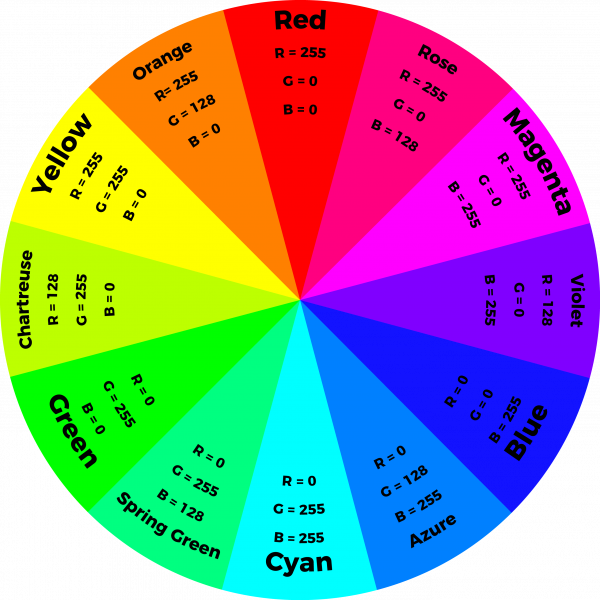 Red
R = 255
G = 0
B = 0
Rose
R = 255
G = 0
B = 128
Magenta
R = 255
G = 0
B = 255
Violet
R = 128
G = 0
B = 255
R = 0
G = 0
B = 255
Blue
R = 0
G = 128
B = 255
Azure
R = 0
G = 255
B = 255
Cyan
R = 0
G = 255
B = 128
Spring Green
R = 0
G = 255
B = 0
Green
Chartreuse
R = 128
G = 255
B = 0
Yellow
R = 255
G = 255
B = 0
Orange
R= 255
G = 128
B = 0